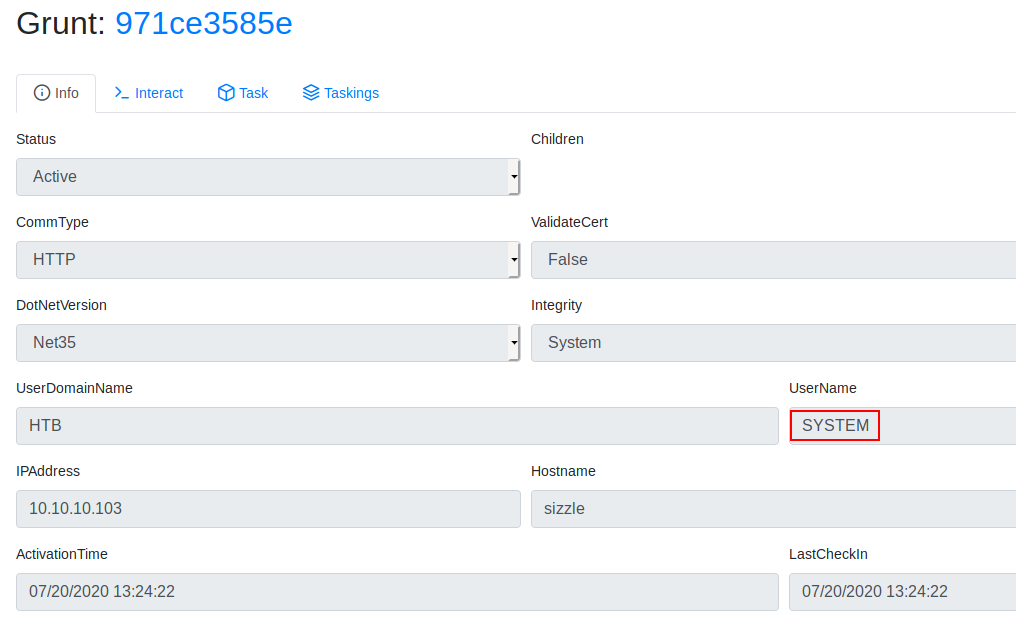 Grunt: 971ce3585e
Info Interact Task Taskings
Status Children
Active
CommType ValidateCert
HTTP False
DotNetVersion Integrity
Net35 System
UserDomainName UserName
HTB SYSTEM
IPAddress Hostname
10.10.10.103 sizzle
ActivationTime LastCheckIn
07/20/2020 13:24:22 07/20/2020 13:24:22